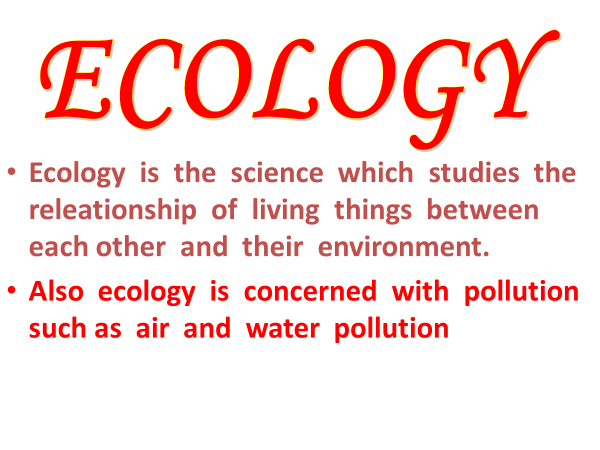 ECOLOGY
• Ecology is the science which studies the
releationship of living things between
each other and their environment.
• Also ecology is concerned with pollution
such as air and water pollution